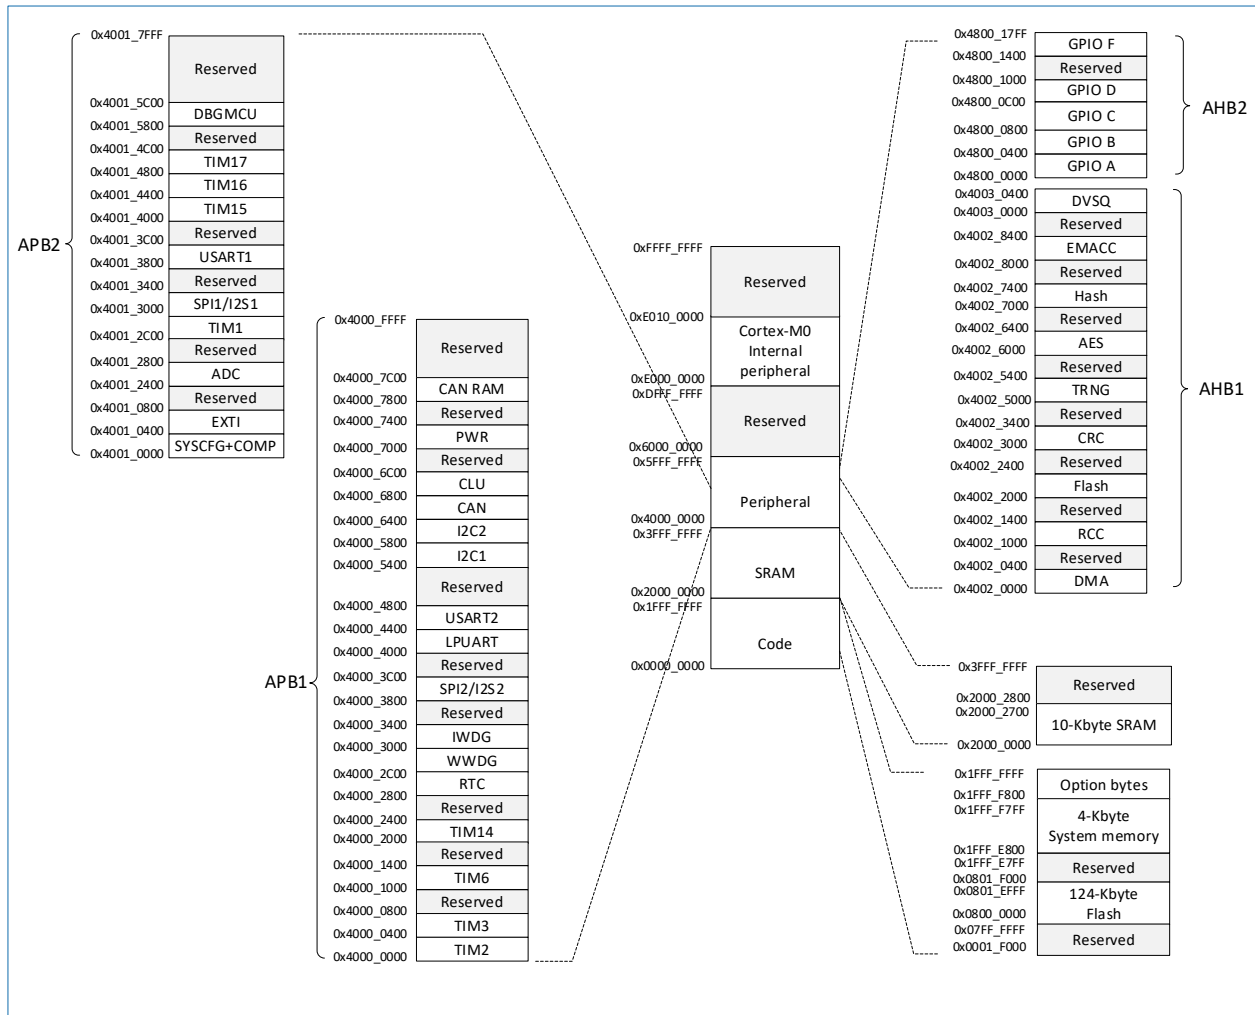 0x4001_7FFF
Reserved
0x4001_5C00
DBGMCU
0x4001_5800
Reserved
0x4001_4C00
TIM17
0x4001_4800
TIM16
0x4001_4400
TIM15
0x4001_4000
Reserved
0x4001_3C00
USART1
0x4001_3800
Reserved
0x4001_3400
SPI1/I2S1
0x4001_3000
TIM1
0x4001_2C00
Reserved
0x4001_2800
ADC
0x4001_2400
Reserved
0x4001_0800
EXTI
0x4001_0400
SYSCFG+COMP
0x4001_0000
APB2
0x4000_FFFF
Reserved
0x4000_7C00
CAN RAM
0x4000_7800
Reserved
0x4000_7400
PWR
0x4000_7000
Reserved
0x4000_6C00
CLU
0x4000_6800
CAN
0x4000_6400
I2C2
0x4000_5800
I2C1
0x4000_5400
Reserved
0x4000_4800
USART2
0x4000_4400
LPUART
0x4000_4000
Reserved
0x4000_3C00
SPI2/I2S2
0x4000_3800
Reserved
0x4000_3400
IWDG
0x4000_3000
WWDG
0x4000_2C00
RTC
0x4000_2800
Reserved
0x4000_2400
TIM14
0x4000_2000
Reserved
0x4000_1400
TIM6
0x4000_1000
Reserved
0x4000_0800
TIM3
0x4000_0400
TIM2
0x4000_0000
APB1
0xFFFF_FFFF
Reserved
0xE010_0000
Cortex-M0
Internal
peripheral
0xE000_0000
0xDFFF_FFFF
Reserved
0x6000_0000
0x5FFF_FFFF
Peripheral
0x4000_0000
0x3FFF_FFFF
SRAM
0x2000_0000
0x1FFF_FFFF
Code
0x0000_0000
0x4800_17FF
GPIO F
0x4800_1400
Reserved
0x4800_1000
GPIO D
0x4800_0C00
GPIO C
0x4800_0800
GPIO B
0x4800_0400
GPIO A
0x4800_0000
AHB2
0x4003_0400
DVSQ
0x4003_0000
Reserved
0x4002_8400
EMACC
0x4002_8000
Reserved
0x4002_7400
Hash
0x4002_7000
Reserved
0x4002_6400
AES
0x4002_6000
Reserved
0x4002_5400
TRNG
0x4002_5000
Reserved
0x4002_3400
CRC
0x4002_3000
Reserved
0x4002_2400
Flash
0x4002_2000
Reserved
0x4002_1400
RCC
0x4002_1000
Reserved
0x4002_0400
DMA
0x4002_0000
AHB1
0x3FFF_FFFF
Reserved
0x2000_2800
0x2000_2700
10-Kbyte SRAM
0x2000_0000
0x1FFF_FFFF
Option bytes
0x1FFF_F800
0x1FFF_F7FF
4-Kbyte
System memory
0x1FFF_E800
0x1FFF_E7FF
Reserved
0x0801_F000
0x0801_EFFF
124-Kbyte
Flash
0x0800_0000
0x07FF_FFFF
Reserved
0x0001_F000